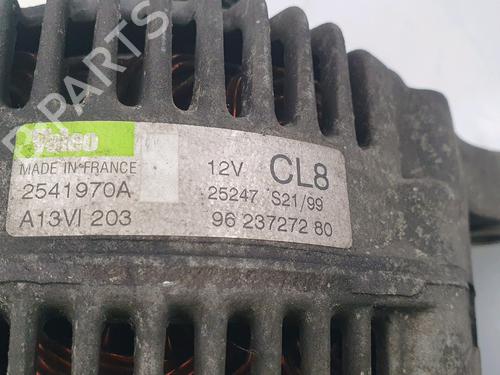 Valeo
MADE IN FRANCE 12V CL8
2541970A 25247 S21/99
A13VI 203 96 237272 80